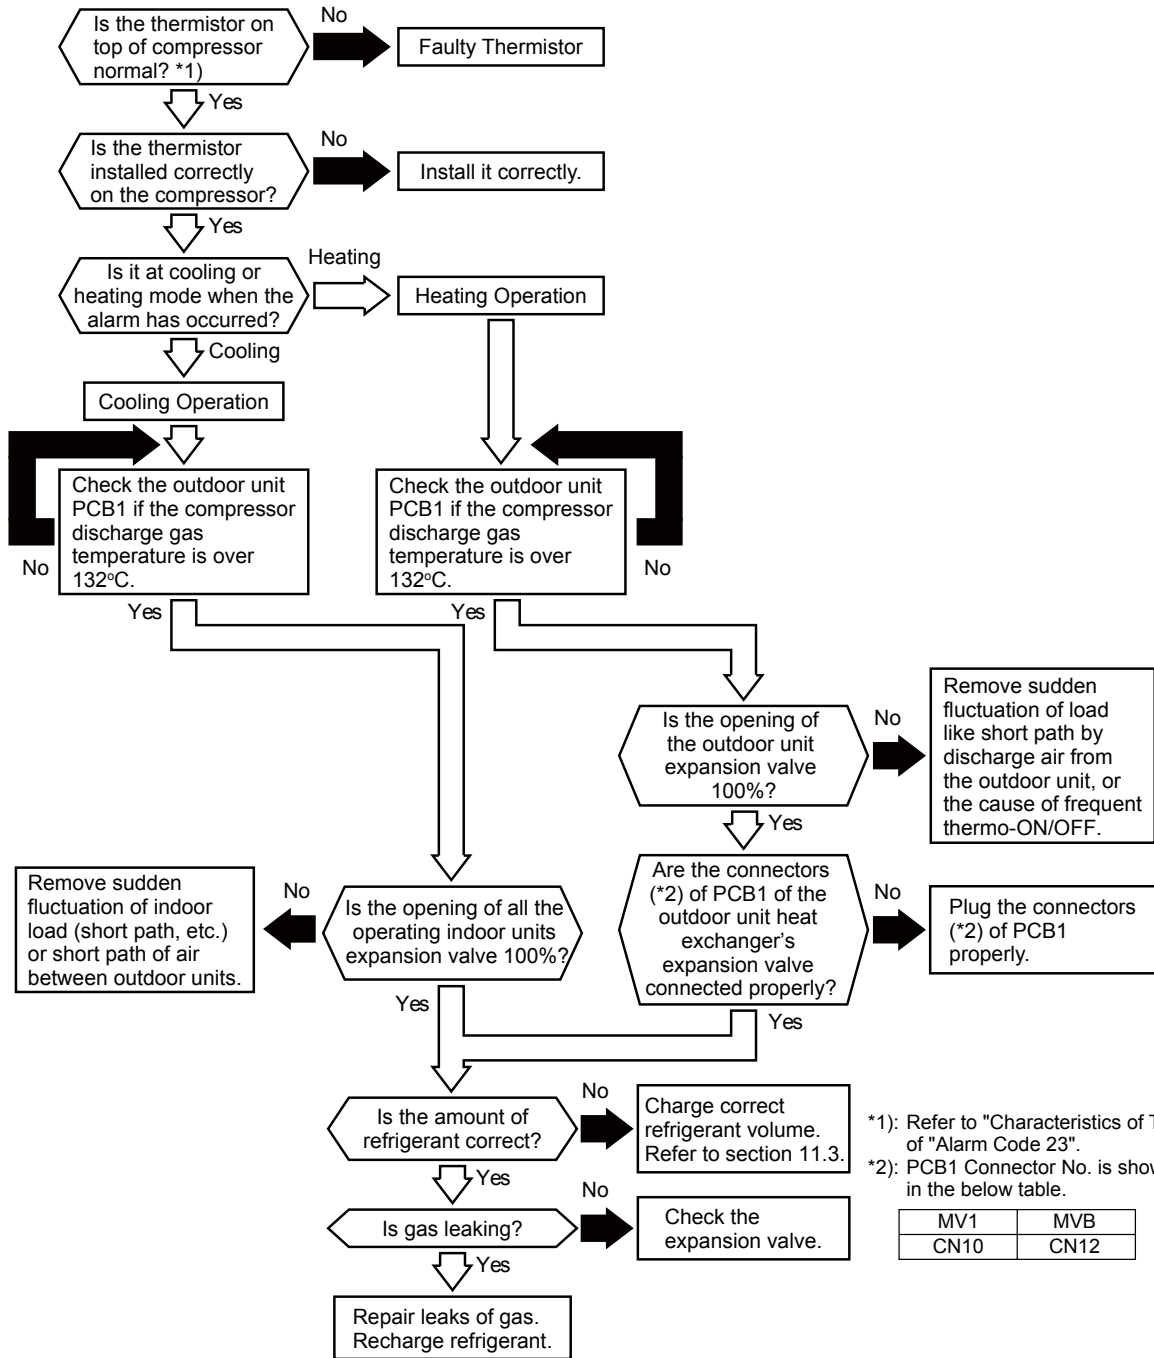 Is the thermistor on
top of compressor
normal? *1)
No
Faulty Thermistor
Yes
Is the thermistor
installed correctly
on the compressor?
No
Install it correctly.
Yes
Is it at cooling or
heating mode when the
alarm has occurred?
Heating
Heating Operation
Cooling
Cooling Operation
Check the outdoor unit
PCB1 if the compressor
discharge gas
temperature is over
132°C.
No
Yes
Check the outdoor unit
PCB1 if the compressor
discharge gas
temperature is over
132°C.
No
Yes
Is the opening of
the outdoor unit
expansion valve
100%?
No
Remove sudden
fluctuation of load
like short path by
discharge air from
the outdoor unit, or
the cause of frequent
thermo-ON/OFF.
Yes
Remove sudden
fluctuation of indoor
load (short path, etc.)
or short path of air
between outdoor units.
No
Is the opening of all the
operating indoor units
expansion valve 100%?
Yes
Are the connectors
(*2) of PCB1 of the
outdoor unit heat
exchanger's
expansion valve
connected properly?
No
Plug the connectors
(*2) of PCB1
properly.
Yes
Is the amount of
refrigerant correct?
No
Charge correct
refrigerant volume.
Refer to section 11.3.
Yes
Is gas leaking?
No
Check the
expansion valve.
Yes
Repair leaks of gas.
Recharge refrigerant.
*1): Refer to "Characteristics of
of "Alarm Code 23".
*2): PCB1 Connector No. is
in the below table.
MV1 MVB
CN10 CN12